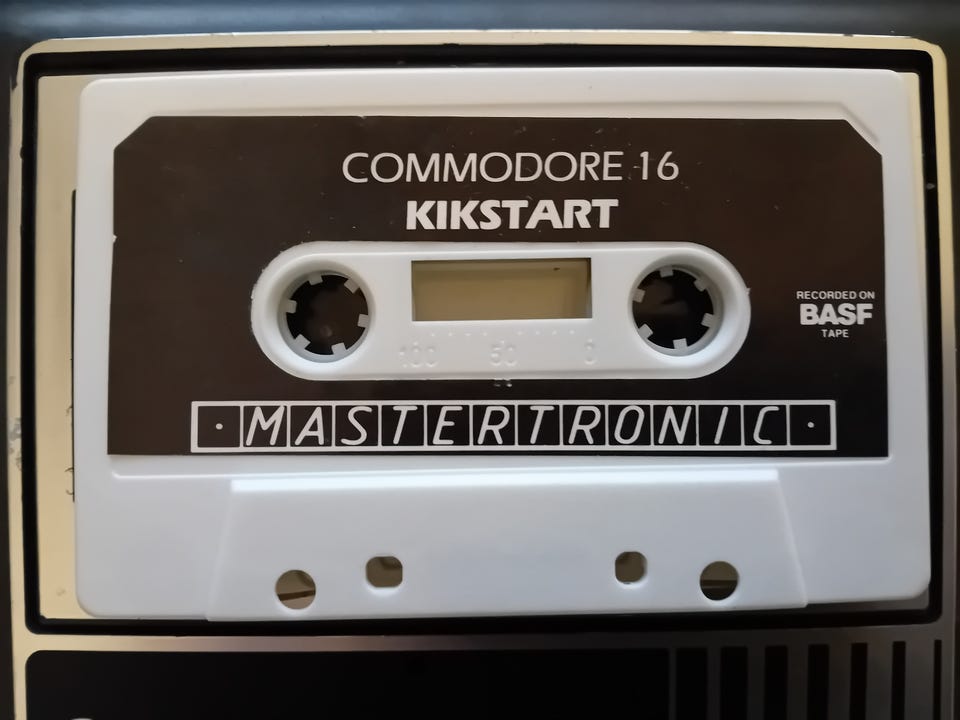 COMMODORE 16
KIKSTART
RECORDED ON
BASF
TAPE
100 50 0
· MASTERTRONIC ·